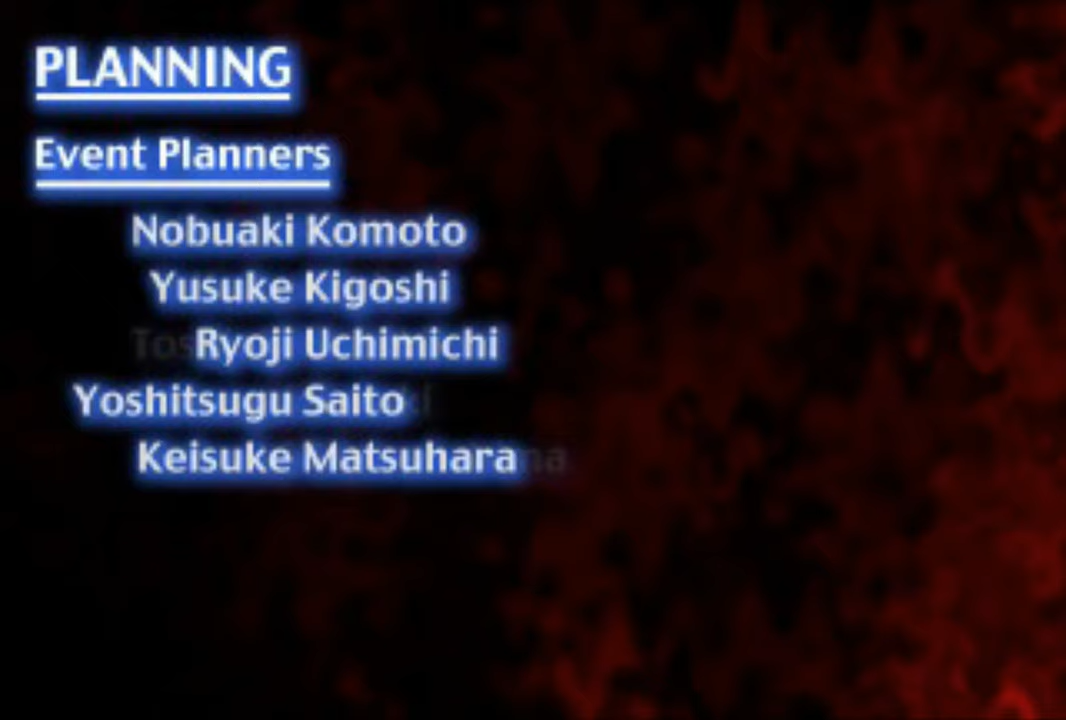 PLANNING
Event Planners
Nobuaki Komoto
Yusuke Kigoshi
Ryoji Uchimichi
Yoshitsugu Saito
Keisuke Matsuhara